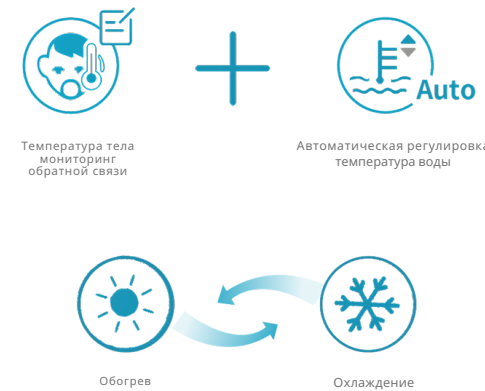 Auto
Температура тела
мониторинг
обратной связи
Автоматическая регулировка
температура воды
Обогрев
Охлаждение